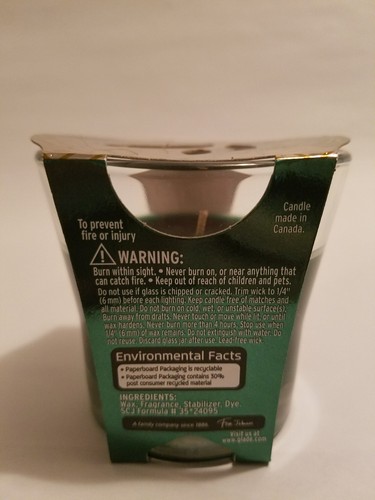 To prevent
fire or injury
Candle
made in
Canada.
WARNING:
Burn within sight. • Never burn on, or near anything that
can catch fire. • Keep out of reach of children and pets.
Do not use if glass is chipped or cracked. Trim wick to 1/4"
(6 mm) before each lighting. Keep candle free of matches and
all material. Do not burn on cold, wet, or unstable surface(s).
Burn away from drafts. Never touch or move while lit, or until
wax hardens. Never burn more than 4 hours. Stop use when
1/4" (6 mm) of wax remains. Do not extinguish with water. Do
not reuse. Discard glass jar after use. Lead-free wick.
Environmental Facts
• Paperboard Packaging is recyclable
• Paperboard Packaging contains 30%
post consumer recycled material
INGREDIENTS:
Wax, Fragrance, Stabilizer, Dye.
SCJ Formula # 35*24095
A family company since 1886.
Visit us at
www.glade.com